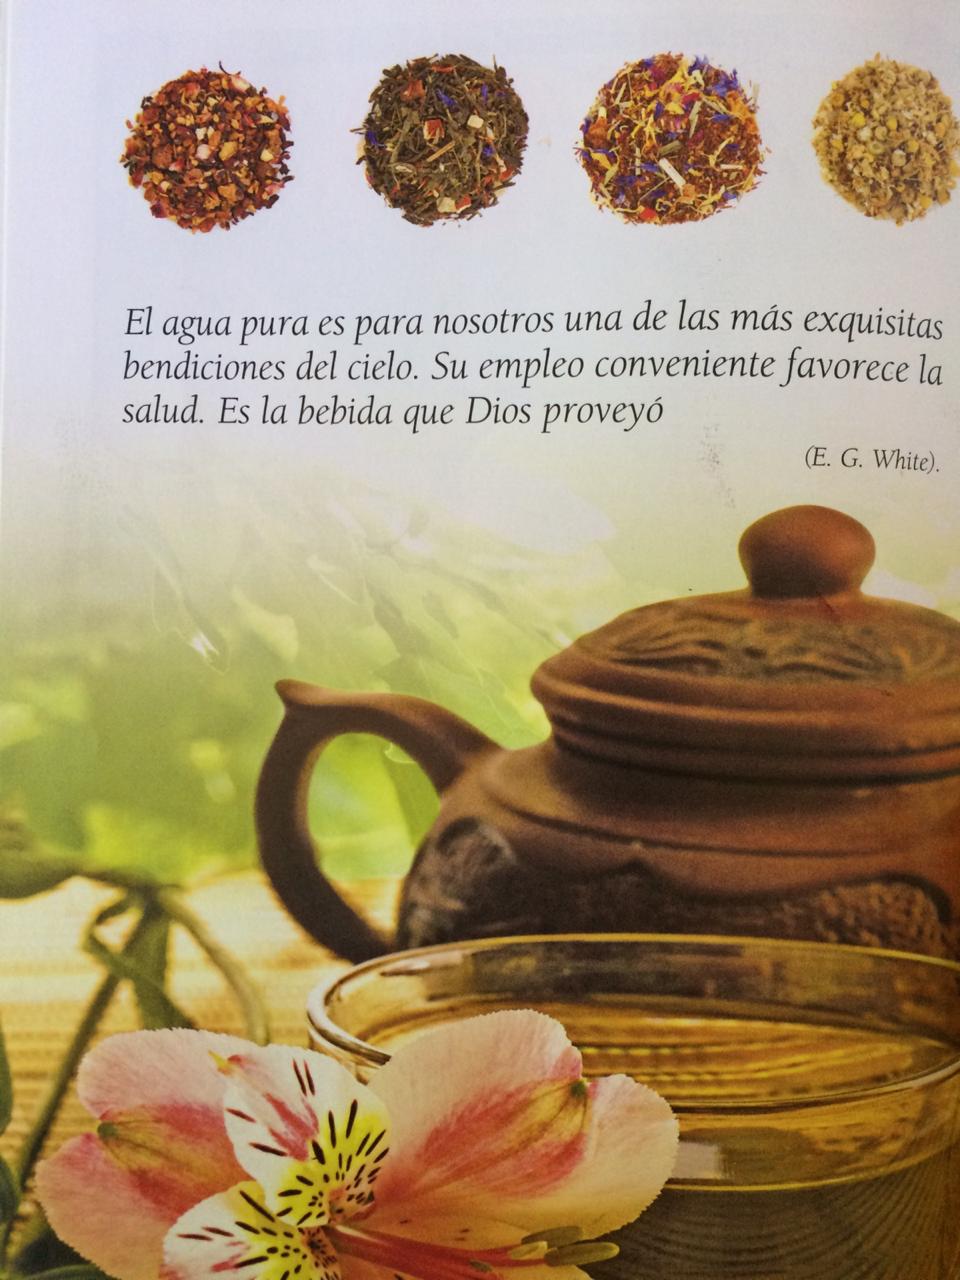 El agua pura es para nosotros una de las más exquisitas
bendiciones del cielo. Su empleo conveniente favorece la
salud. Es la bebida que Dios proveyó
(E. G. White).